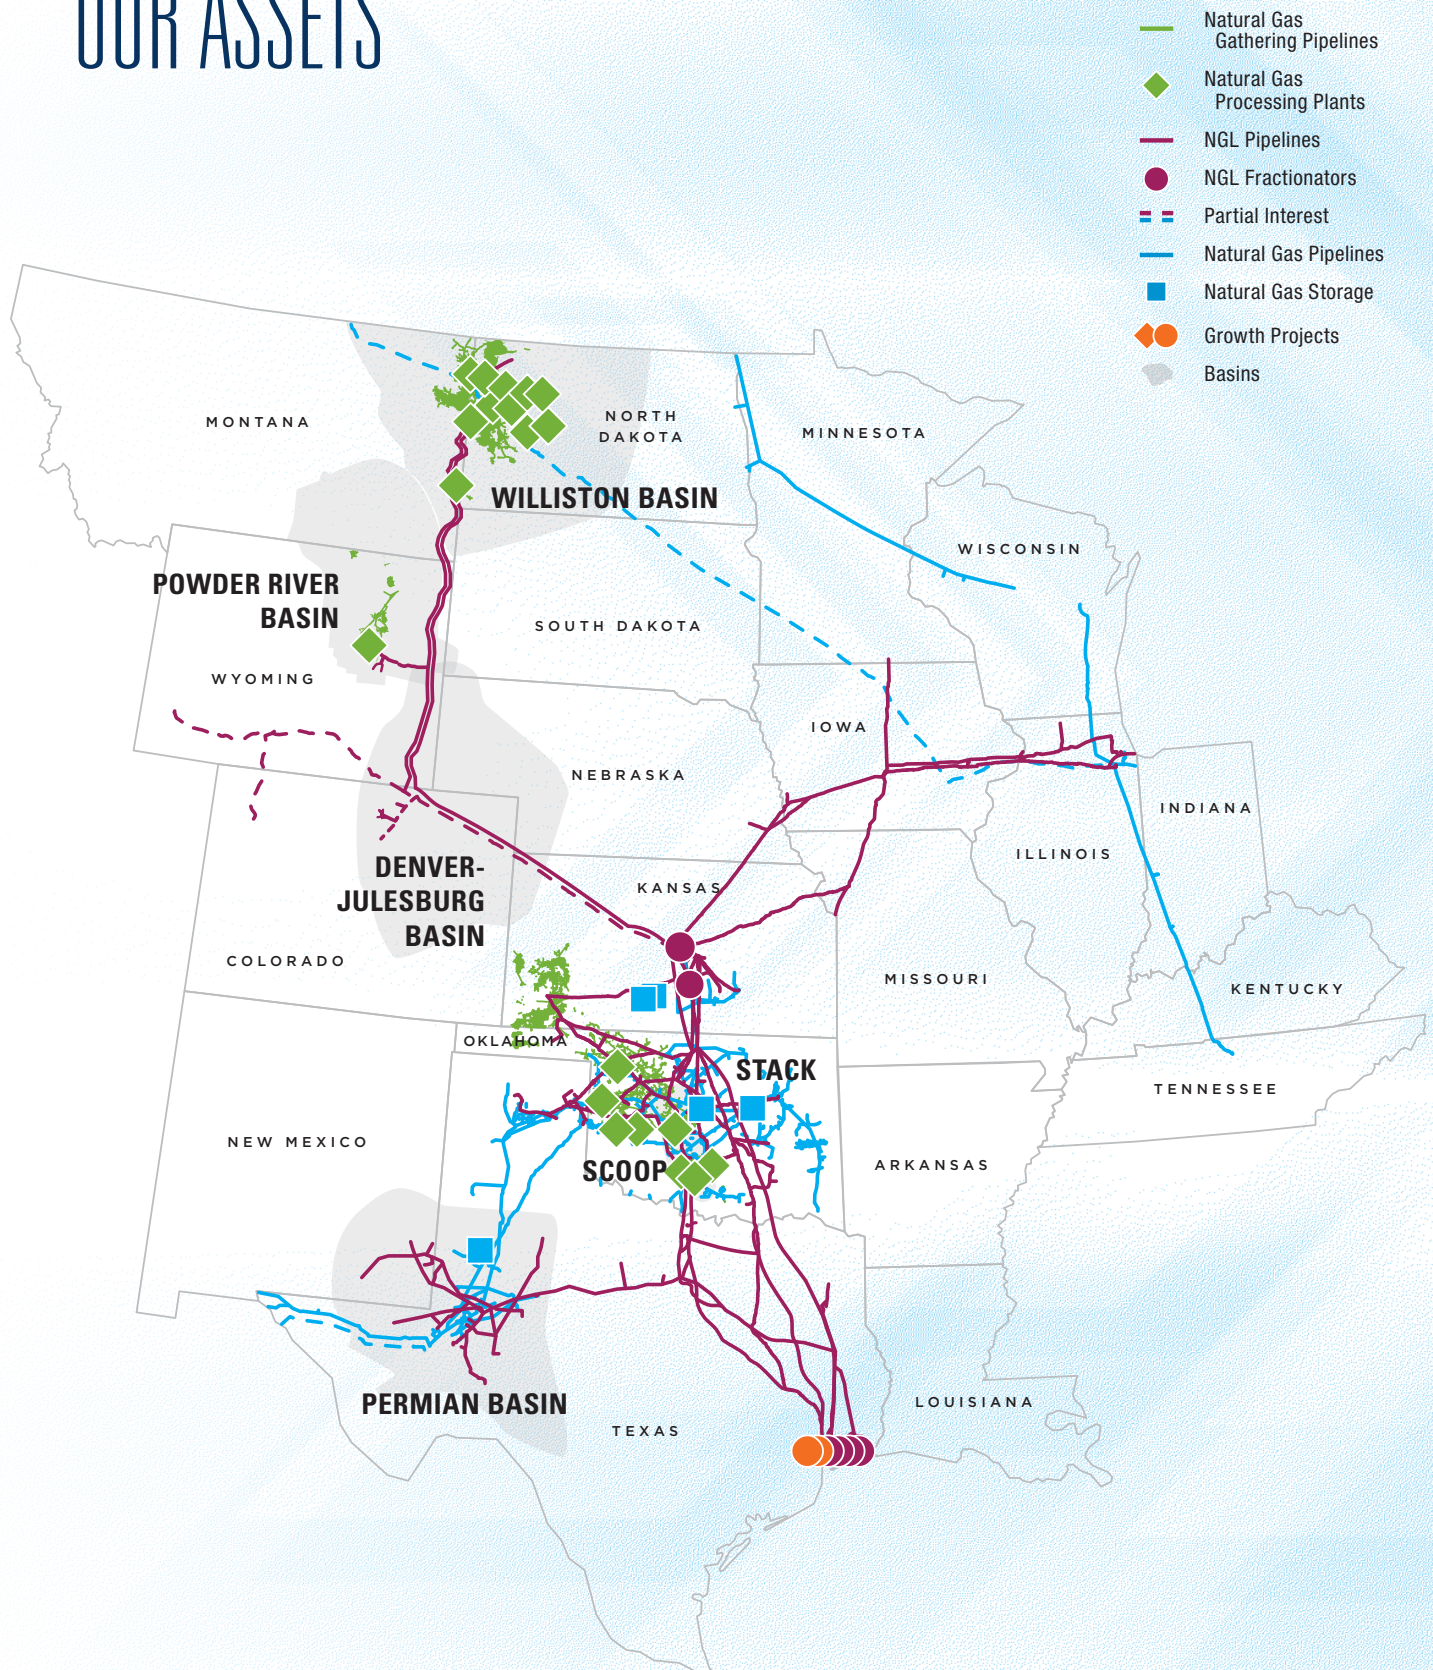 OUR ASSETS
Natural Gas
Gathering Pipelines
Natural Gas
Processing Plants
NGL Pipelines
NGL Fractionators
Partial Interest
Natural Gas Pipelines
Natural Gas Storage
Growth Projects
Basins
MONTANA
NORTH
DAKOTA
MINNESOTA
WILLISTON BASIN
WISCONSIN
POWDER RIVER
BASIN
SOUTH DAKOTA
WYOMING
IOWA
NEBRASKA
INDIANA
ILLINOIS
DENVER-
JULESBURG
BASIN
KANSAS
COLORADO
MISSOURI
KENTUCKY
OKLAHOMA
STACK
TENNESSEE
NEW MEXICO
SCOOP
ARKANSAS
PERMIAN BASIN
LOUISIANA
TEXAS